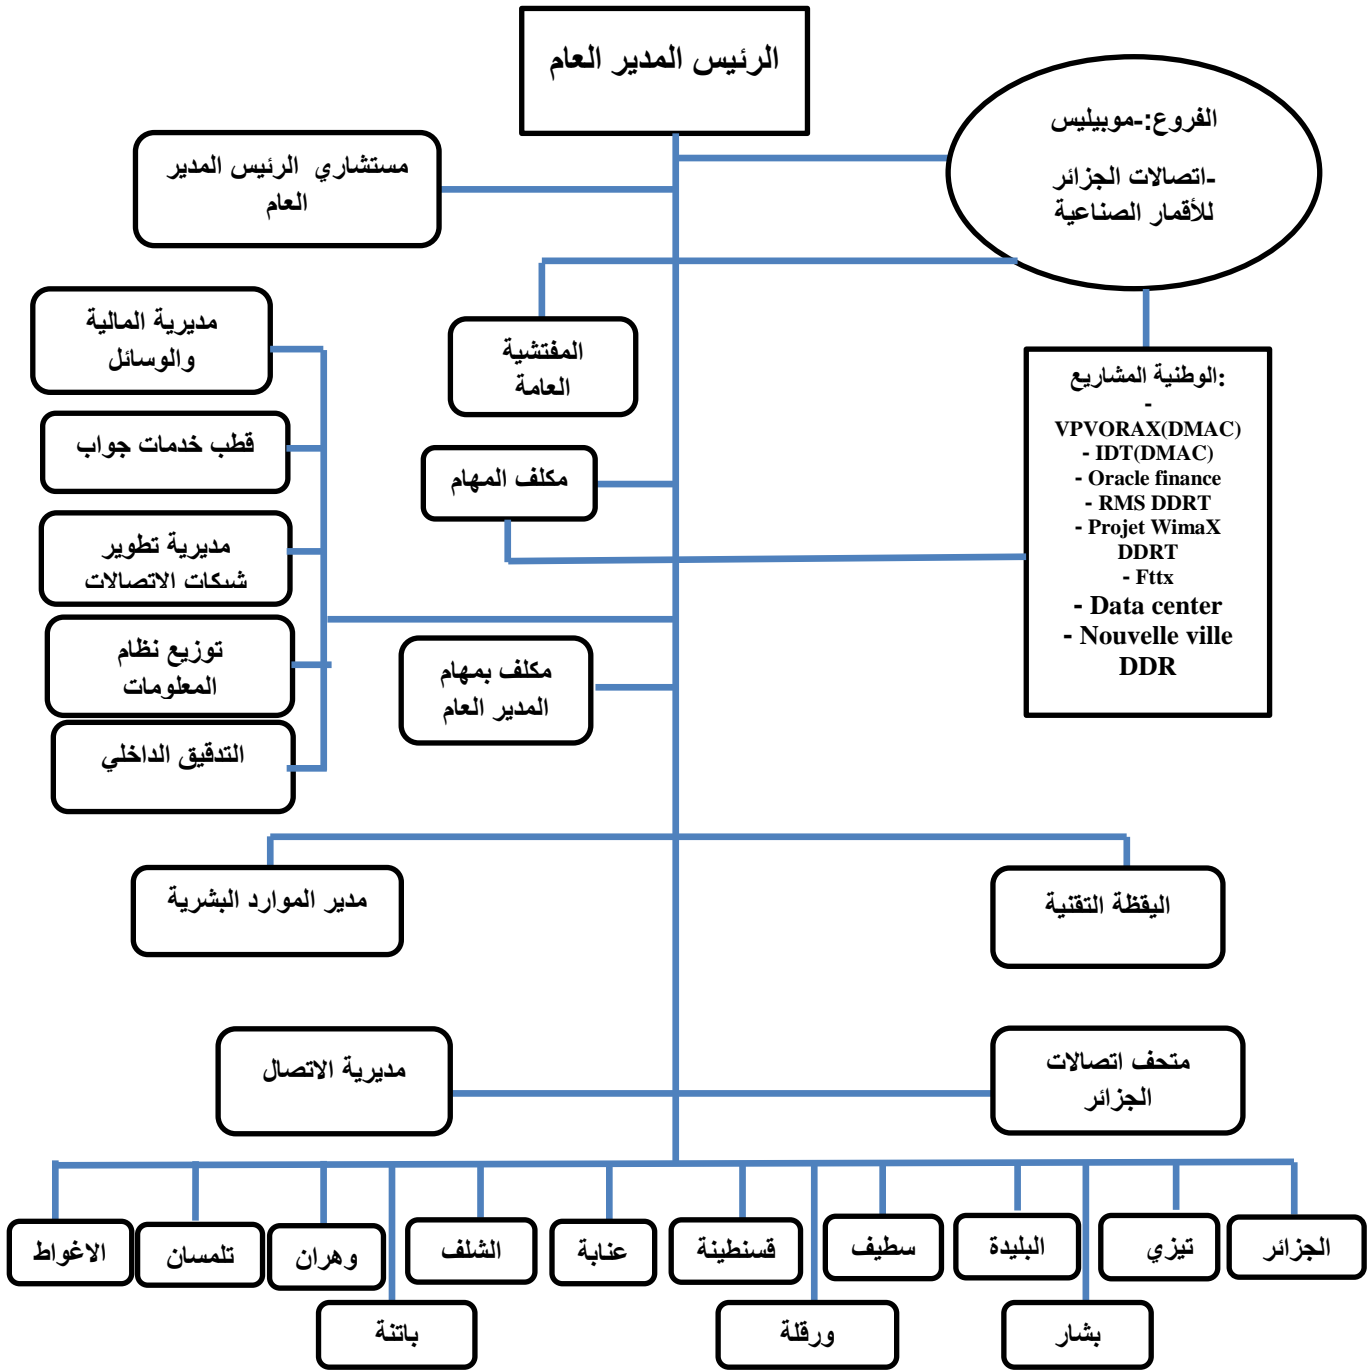 الرئيس المدير العام
الفروع:-موبيليس
-اتصالات الجزائر
للأقمار الصناعية
مستشاري الرئيس المدير
العام
مديرية المالية
والوسائل
المفتشية
العامة
الوطنية المشاريع:
-
VPVORAX(DMAC)
- IDT(DMAC)
- Oracle finance
- RMS DDRT
- Projet WimaX
DDRT
- Fttx
- Data center
- Nouvelle ville
DDR
قطب خدمات جواب
مكلف المهام
مديرية تطوير
شبكات الاتصالات
توزيع نظام
المعلومات
مكلف بمهام
المدير العام
التدقيق الداخلي
مدير الموارد البشرية
اليقظة التقنية
متحف اتصالات
الجزائر
مديرية الاتصال
الجزائر
تيزي
البليدة
سطيف
قسنطينة
عنابة
الشلف
وهران
تلمسان
الاغواط
بشار
ورقلة
باتنة